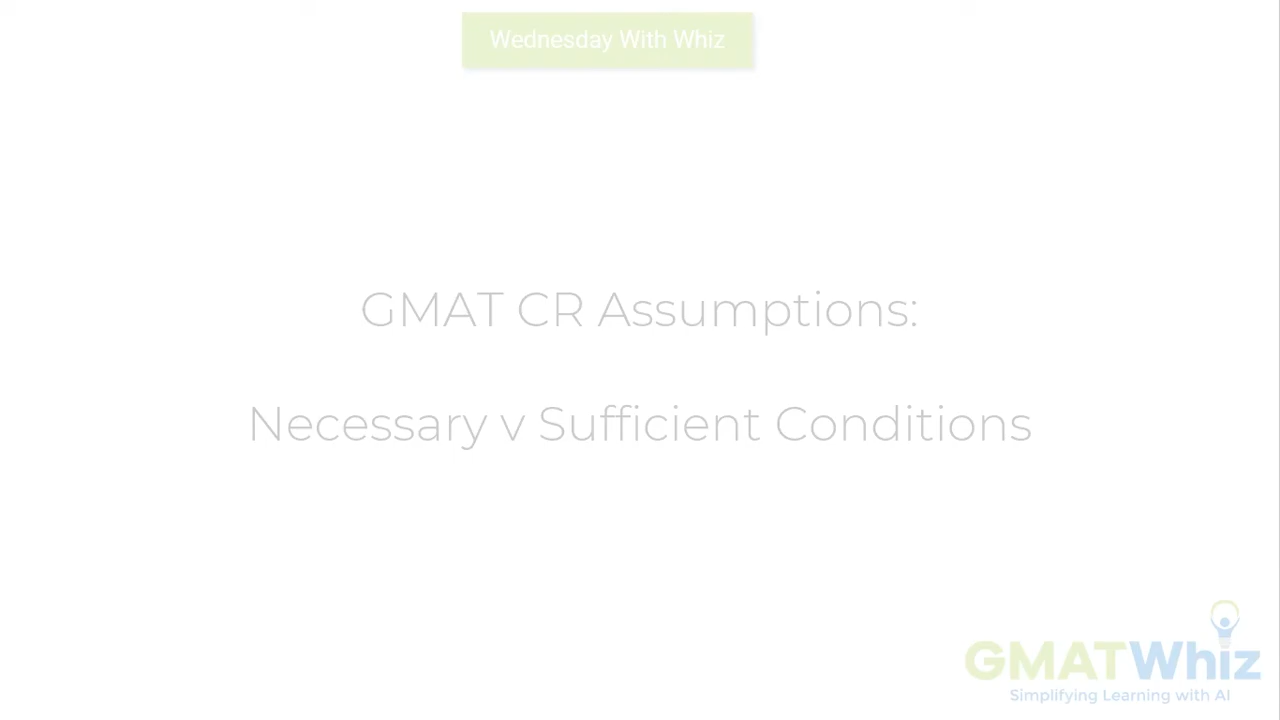 Wednesday With Whiz
GMAT CR Assumptions:
Necessary v Sufficient Conditions
GMATWhiz
Simplifying Learning with AI